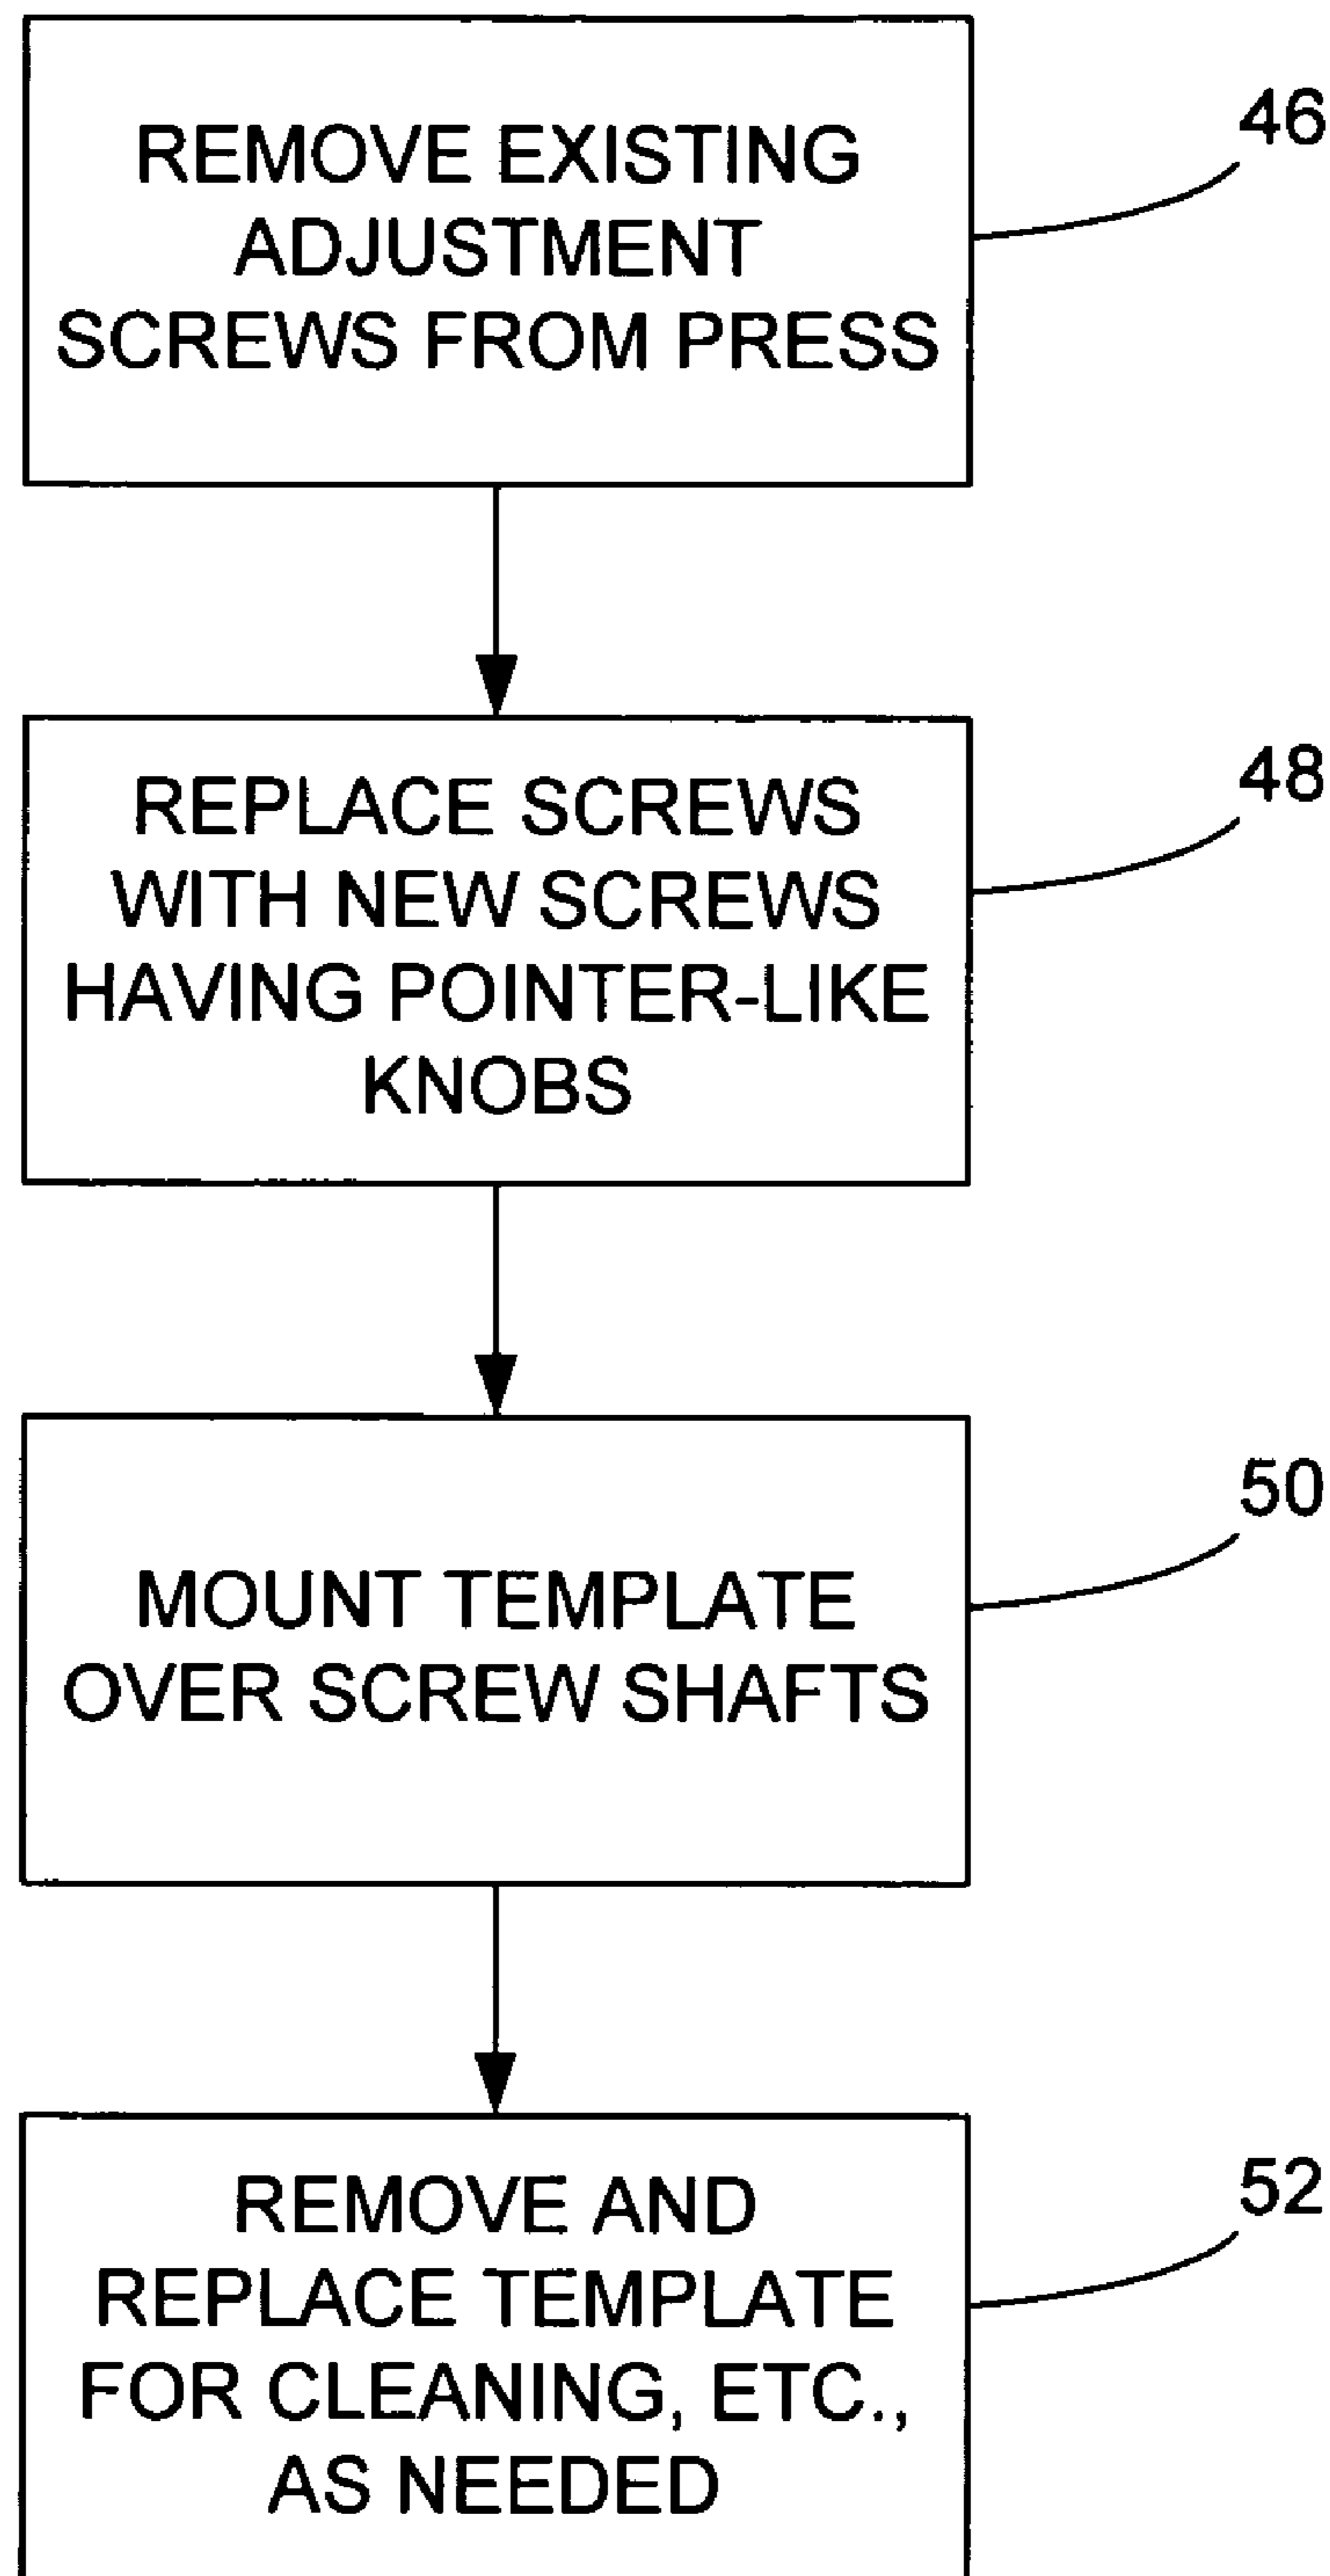 REMOVE EXISTING
ADJUSTMENT
SCREWS FROM PRESS
46
REPLACE SCREWS
WITH NEW SCREWS
HAVING POINTER-LIKE
KNOBS
48
MOUNT TEMPLATE
OVER SCREW SHAFTS
50
REMOVE AND
REPLACE TEMPLATE
FOR CLEANING, ETC.,
AS NEEDED
52